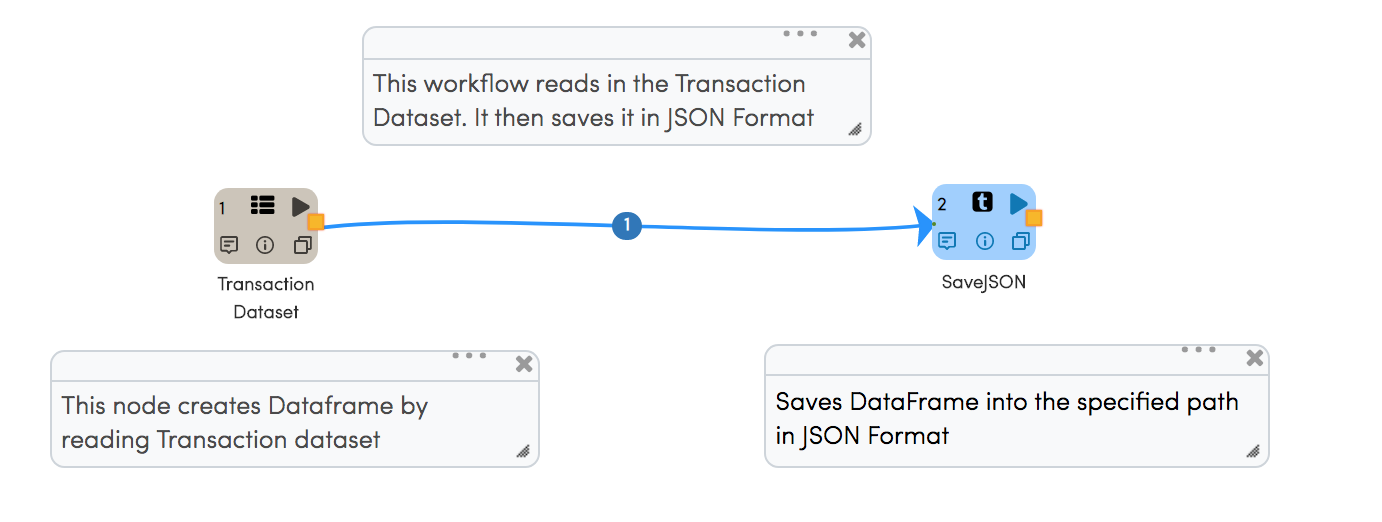 This workflow reads in the Transaction
Dataset. It then saves it in JSON Format
1
1
2
t
Transaction
Dataset
SaveJSON
This node creates Dataframe by
reading Transaction dataset
Saves DataFrame into the specified path
in JSON Format